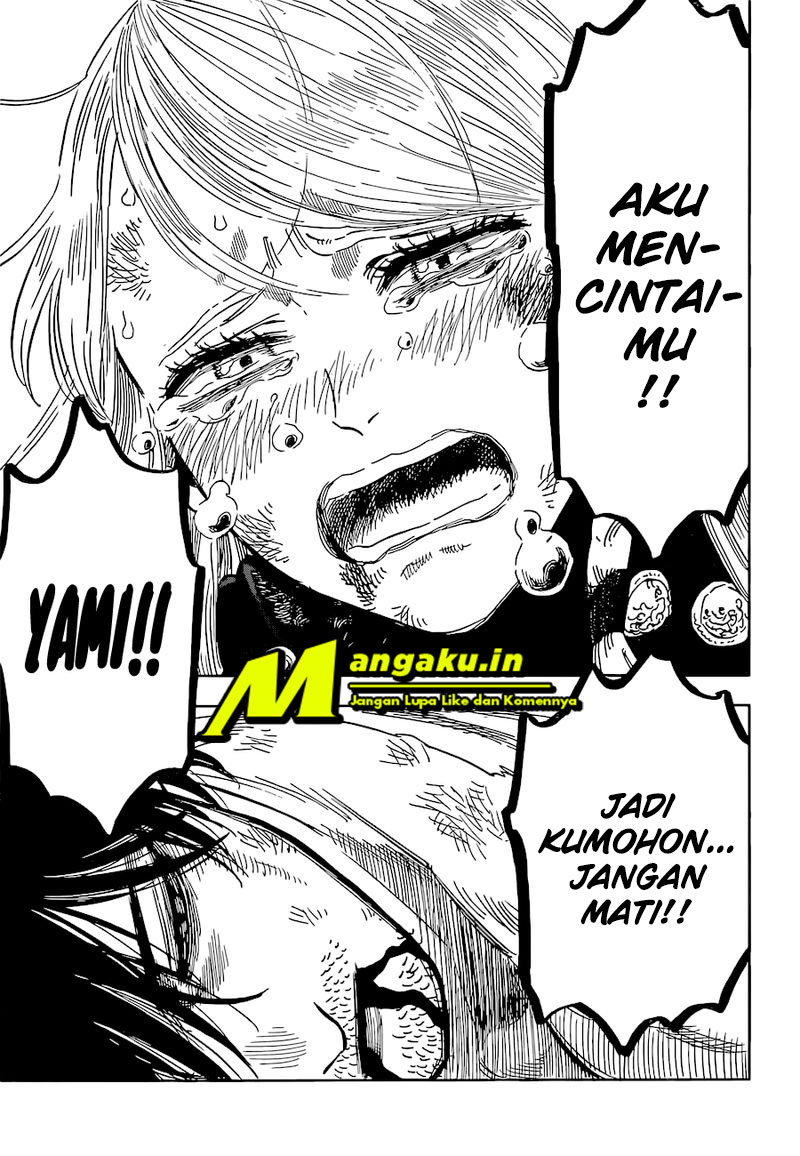 AKU
MEN-
CINTAI-
MU
!!
YAMI!!
Mangaku.in
Jangan Lupa Like dan Komennya
JADI
KUMOHON...
JANGAN
MATI!!